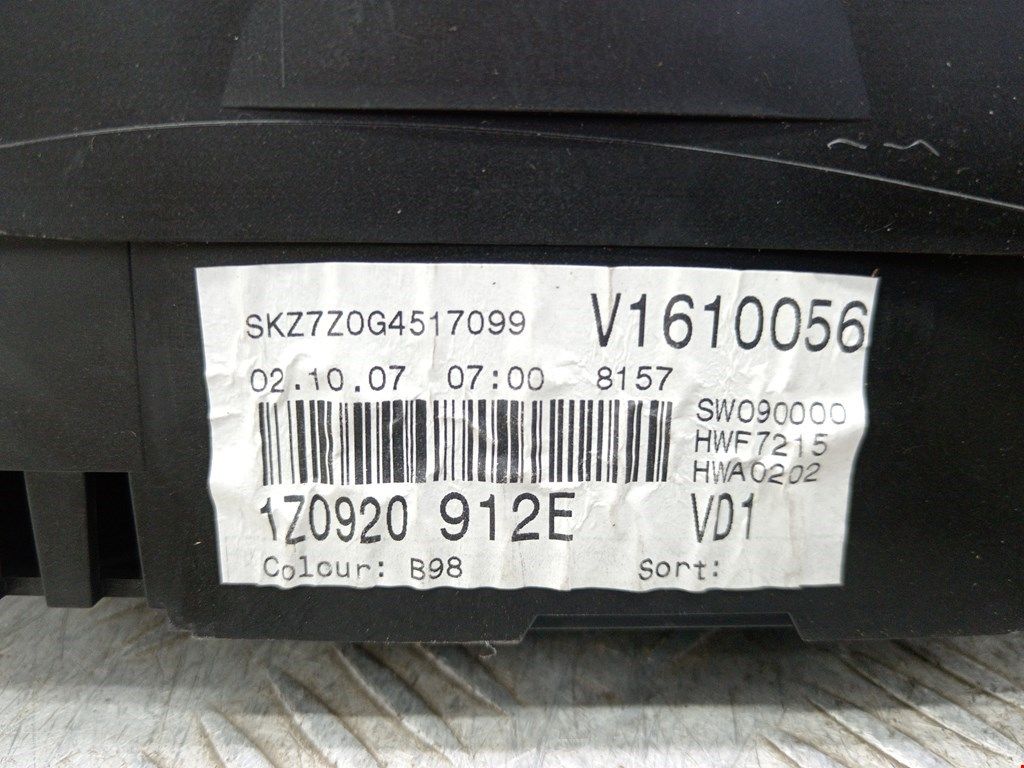 SKZ7Z0G4517099 V1610056
02.10.07 07:00 8157
SW090000
HWF7215
HWA0202
1Z0920 912E VD1
Colour: B98 Sort: